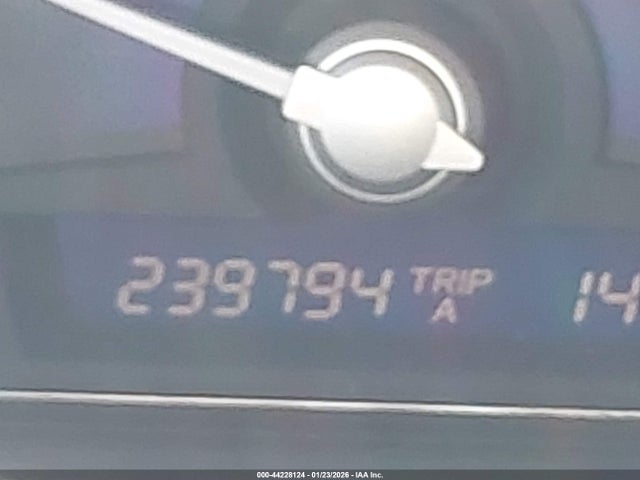 239794 TRIP A 14
000-44228124 - 01/23/2026 - IAA Inc.